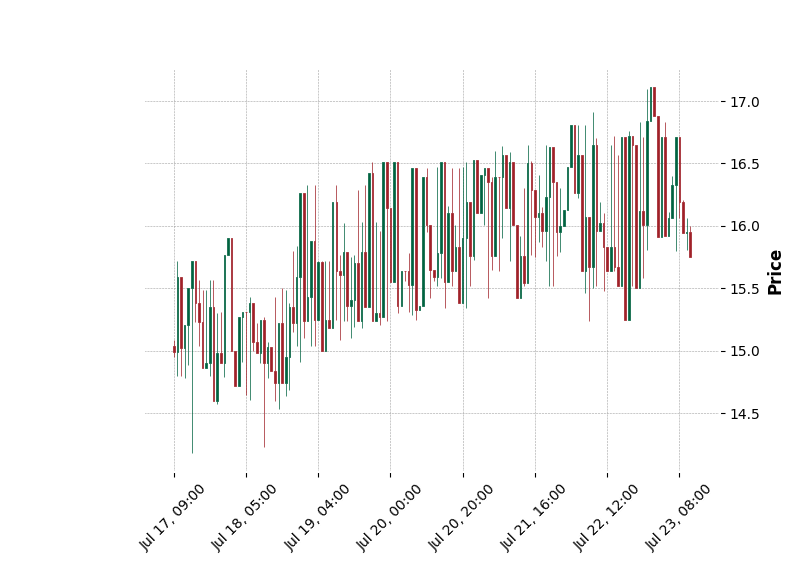 17.0
16.5
16.0
15.5
15.0
14.5
Price
Jul 17, 09:00
Jul 18, 05:00
Jul 19, 04:00
Jul 20, 00:00
Jul 20, 20:00
Jul 21, 16:00
Jul 22, 12:00
Jul 23, 08:00